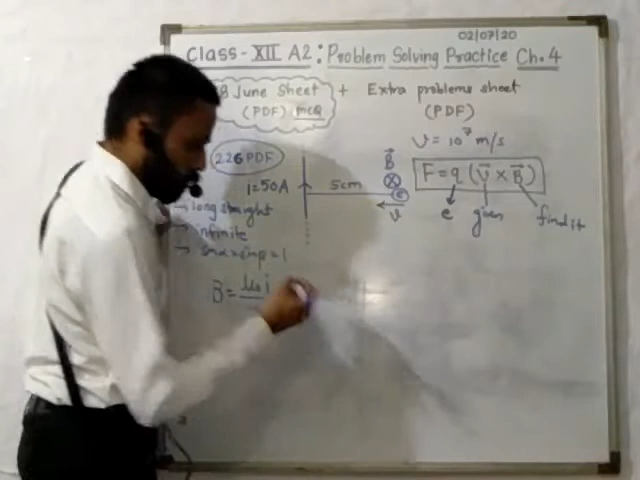 02/07/20
Class-XII A2: Problem Solving Practice Ch.4
8 June Sheet + Extra problems sheet
(PDF) MCQ (PDF)
V = 10⁷ m/s
226 PDF
B⃗
F = q (V⃗ × B⃗)
i=50A
5cm
e
→ long straight
v
e given find it
→ infinite
B = μ₀i